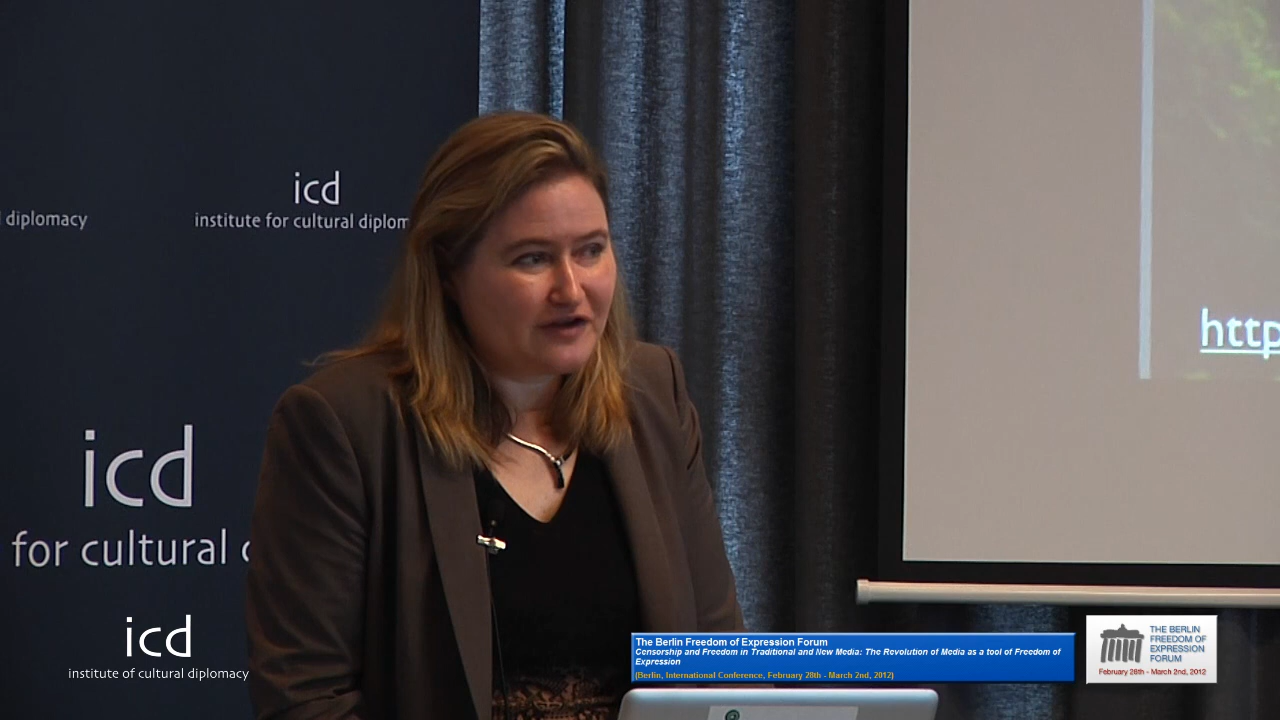 icd
diplomacy
institute for cultural diplom
http
icd
for cultural
icd
institute of cultural diplomacy
The Berlin Freedom of Expression Forum
Censorship and Freedom in Traditional and New Media: The Revolution of Media as a tool of Freedom of
Expression
(Berlin, International Conference, February 28th - March 2nd, 2012)
THE BERLIN
FREEDOM OF
EXPRESSION
FORUM
February 28th - March 2nd, 2012